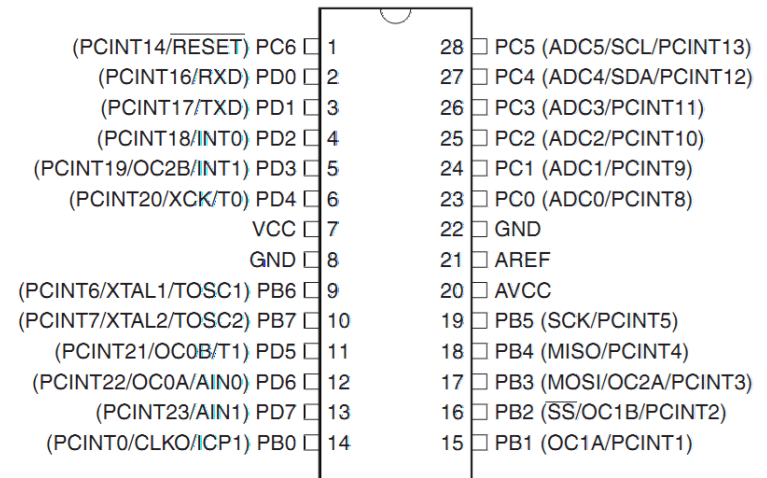 (PCINT14/RESET) PC6 1 28 PC5 (ADC5/SCL/PCINT13)
(PCINT16/RXD) PD0 2 27 PC4 (ADC4/SDA/PCINT12)
(PCINT17/TXD) PD1 3 26 PC3 (ADC3/PCINT11)
(PCINT18/INT0) PD2 4 25 PC2 (ADC2/PCINT10)
(PCINT19/OC2B/INT1) PD3 5 24 PC1 (ADC1/PCINT9)
(PCINT20/XCK/T0) PD4 6 23 PC0 (ADC0/PCINT8)
VCC 7 22 GND
GND 8 21 AREF
(PCINT6/XTAL1/TOSC1) PB6 9 20 AVCC
(PCINT7/XTAL2/TOSC2) PB7 10 19 PB5 (SCK/PCINT5)
(PCINT21/OC0B/T1) PD5 11 18 PB4 (MISO/PCINT4)
(PCINT22/OC0A/AIN0) PD6 12 17 PB3 (MOSI/OC2A/PCINT3)
(PCINT23/AIN1) PD7 13 16 PB2 (SS/OC1B/PCINT2)
(PCINT0/CLKO/ICP1) PB0 14 15 PB1 (OC1A/PCINT1)